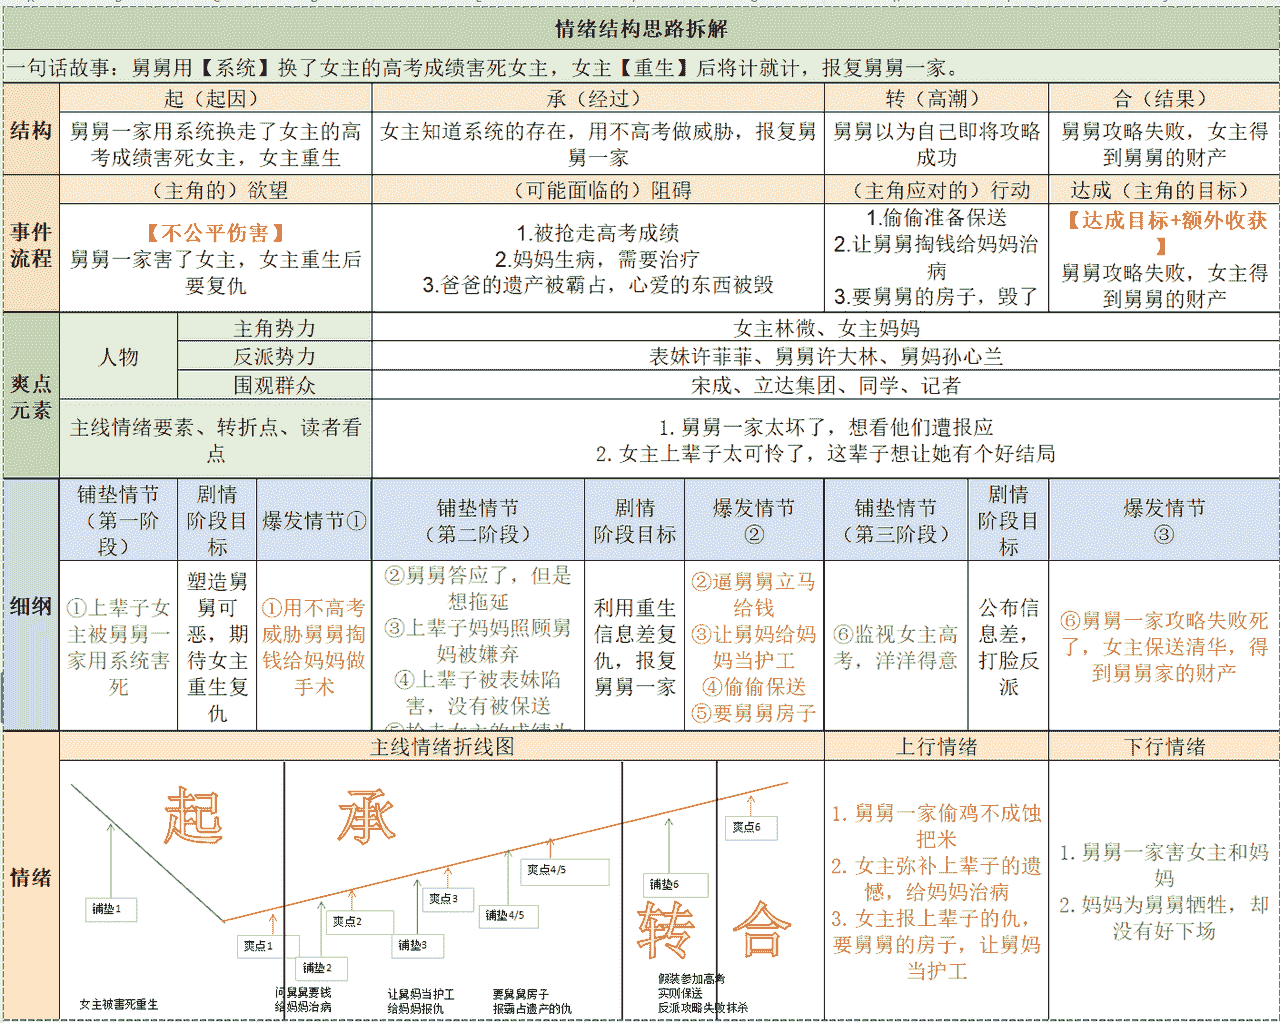 情绪结构思路拆解
一句话故事：舅舅用【系统】换了女主的高考成绩害死女主，女主【重生】后将计就计，报复舅舅一家。
结构
起（起因）
承（经过）
转（高潮）
合（结果）
舅舅一家用系统换走了女主的高
考成绩害死女主，女主重生
女主知道系统的存在，用不高考做威胁，报复舅
舅一家
舅舅以为自己即将攻略
成功
舅舅攻略失败，女主得
到舅舅的财产
事件
流程
（主角的）欲望
（可能面临的）阻碍
（主角应对的）行动
达成（主角的目标）
【不公平伤害】
舅舅一家害了女主，女主重生后
要复仇
1.被抢走高考成绩
2.妈妈生病，需要治疗
3.爸爸的遗产被霸占，心爱的东西被毁
1.偷偷准备保送
2.让舅舅掏钱给妈妈治
病
3.要舅舅的房子，毁了
【达成目标+额外收获
】
舅舅攻略失败，女主得
到舅舅的财产
爽点
元素
人物
主角势力
女主林微、女主妈妈
反派势力
表妹许菲菲、舅舅许大林、舅妈孙心兰
围观群众
宋成、立达集团、同学、记者
主线情绪要素、转折点、读者看
点
1. 舅舅一家太坏了，想看他们遭报应
2. 女主上辈子太可怜了，这辈子想让她有个好结局
细纲
铺垫情节
（第一阶
段）
剧情
阶段目
标
爆发情节①
铺垫情节
（第二阶段）
剧情
阶段目标
爆发情节
②
铺垫情节
（第三阶段）
剧情
阶段目
标
爆发情节
③
①上辈子女
主被舅舅一
家用系统害
死
塑造舅
舅可
恶，期
待女主
重生复
仇
①用不高考
威胁舅舅掏
钱给妈妈做
手术
②舅舅答应了，但是
想拖延
③上辈子妈妈照顾舅
妈被嫌弃
④上辈子被表妹陷
害，没有被保送
利用重生
信息差复
仇，报复
舅舅一家
②逼舅舅立马
给钱
③让舅妈给妈
妈当护工
④偷偷保送
⑤要舅舅房子
⑥监视女主高
考，洋洋得意
公布信
息差，
打脸反
派
⑥舅舅一家攻略失败死
了，女主保送清华，得
到舅舅家的财产
情绪
主线情绪折线图
上行情绪
下行情绪
起
承
转
合
铺垫1
爽点1
铺垫2
爽点2
铺垫3
爽点3
铺垫4/5
爽点4/5
铺垫6
爽点6
女主被害死重生
问舅舅要钱
给妈妈治病
让舅妈当护工
给妈妈报仇
要舅舅房子
报霸占遗产的仇
假装参加高考
实则保送
反派攻略失败被抹杀
1. 舅舅一家偷鸡不成蚀
把米
2. 女主弥补上辈子的遗
憾，给妈妈治病
3. 女主报上辈子的仇，
要舅舅的房子，让舅妈
当护工
1. 舅舅一家害女主和妈
妈
2. 妈妈为舅舅牺牲，却
没有好下场